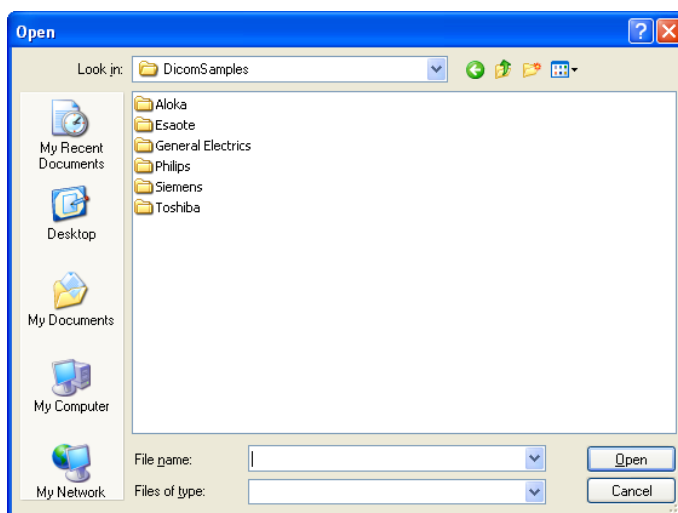 Open
Look in:
DicomSamples
Aloka
Esaote
General Electrics
Philips
Siemens
Toshiba
My Recent
Documents
Desktop
My Documents
My Computer
My Network
File name:
Open
Files of type:
Cancel